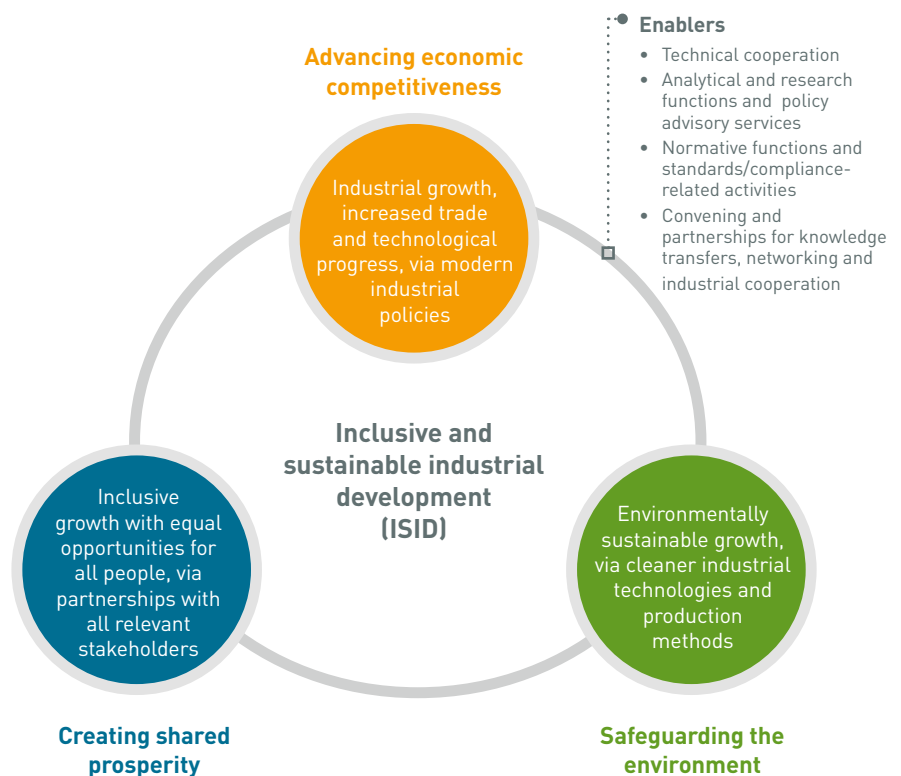 Advancing economic
competitiveness
Enablers
• Technical cooperation
• Analytical and research
functions and policy
advisory services
• Normative functions and
standards/compliance-
related activities
• Convening and
partnerships for knowledge
transfers, networking and
industrial cooperation
Industrial growth,
increased trade
and technological
progress, via modern
industrial
policies
Inclusive and
sustainable industrial
development
(ISID)
Inclusive
growth with equal
opportunities for
all people, via
partnerships with
all relevant
stakeholders
Environmentally
sustainable growth,
via cleaner industrial
technologies and
production
methods
Creating shared
prosperity
Safeguarding the
environment